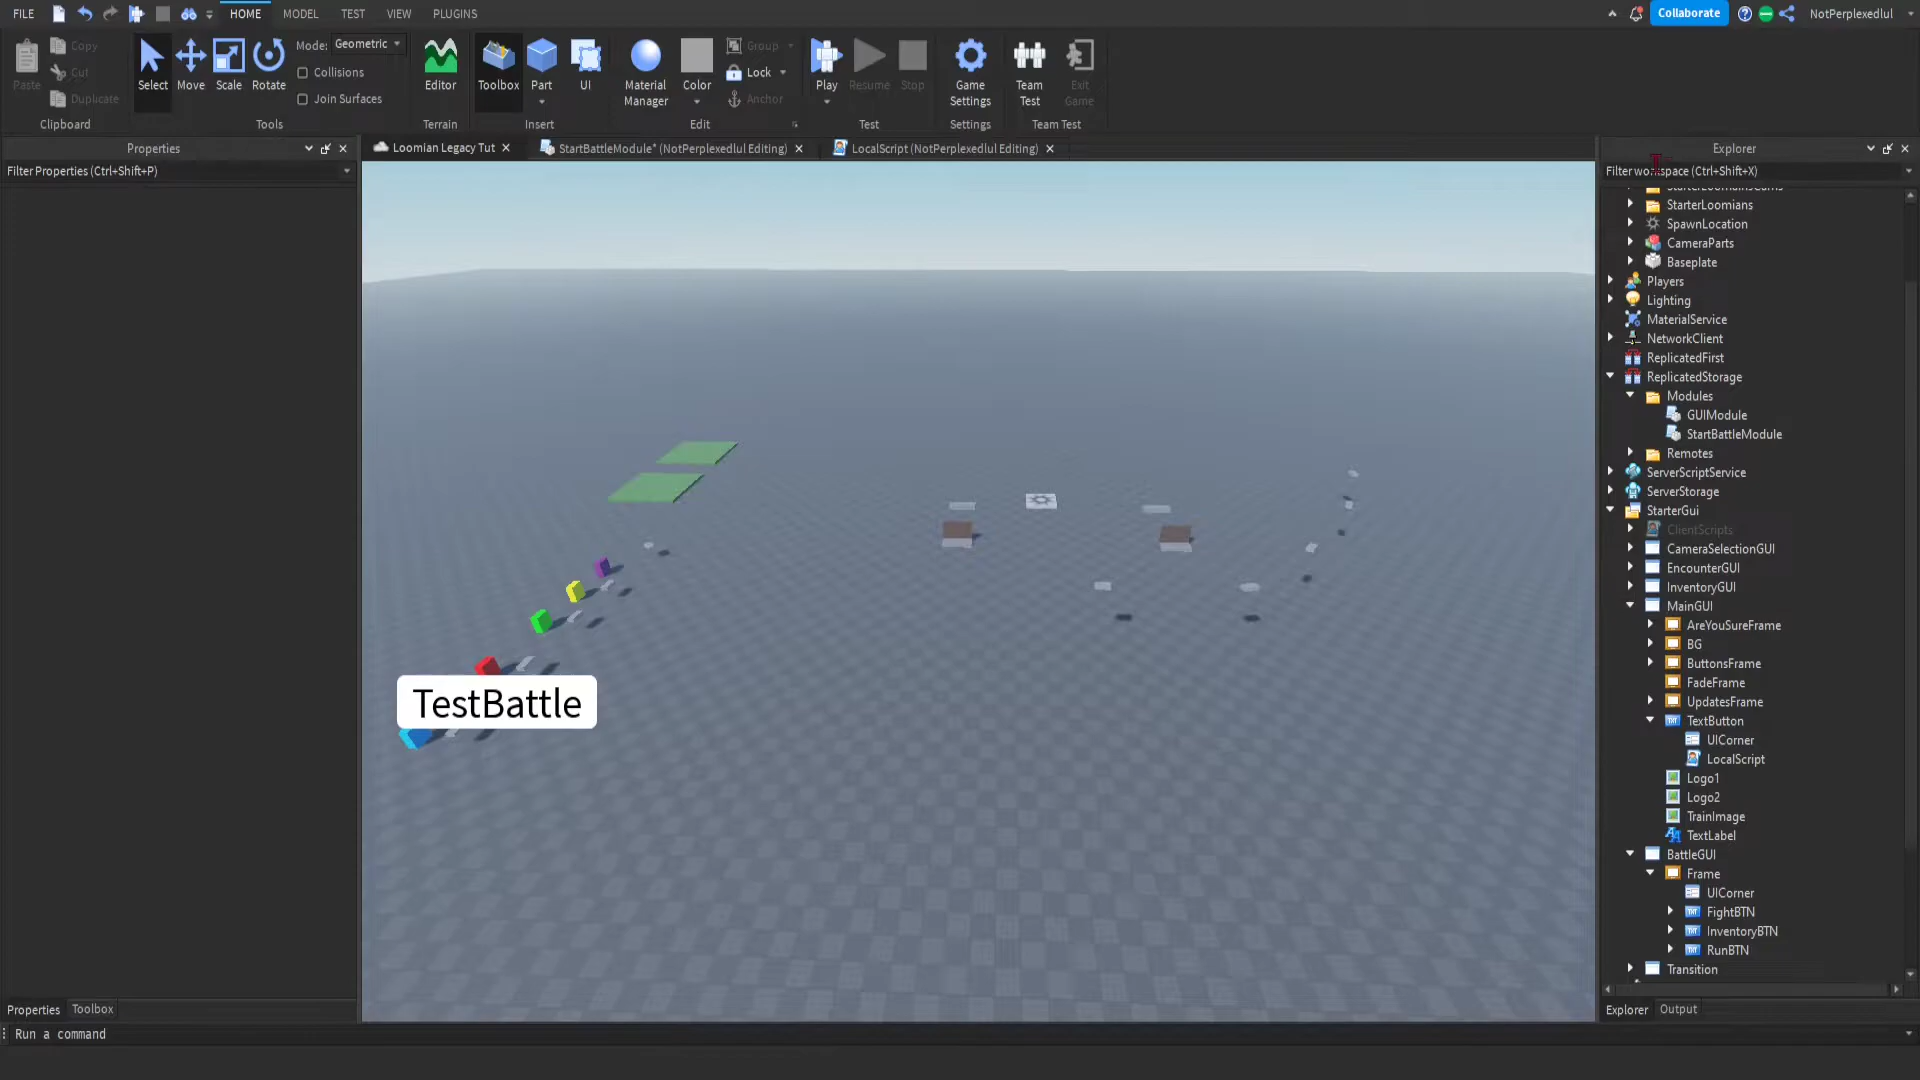 FILE HOME MODEL TEST VIEW PLUGINS Collaborate NotPerplexedlul
Paste Copy Cut Duplicate
Select Move Scale Rotate
Mode: Geometric
Collisions
Join Surfaces
Editor Toolbox Part UI
Material Manager Color
Group
Lock
Anchor
Play Resume Stop
Game Settings Team Test Exit Game
Clipboard Tools Terrain Insert Edit Test Settings Team Test
Properties
Filter Properties (Ctrl+Shift+P)
Loomian Legacy Tut StartBattleModule* (NotPerplexedlul Editing) LocalScript (NotPerplexedlul Editing)
TestBattle
Explorer
Filter workspace (Ctrl+Shift+X)
StarterLoomians
SpawnLocation
CameraParts
Baseplate
Players
Lighting
MaterialService
NetworkClient
ReplicatedFirst
ReplicatedStorage
Modules
GUIModule
StartBattleModule
Remotes
ServerScriptService
ServerStorage
StarterGui
ClientScripts
CameraSelectionGUI
EncounterGUI
InventoryGUI
MainGUI
AreYouSureFrame
BG
ButtonsFrame
FadeFrame
UpdatesFrame
TextButton
UICorner
LocalScript
Logo1
Logo2
TrainImage
TextLabel
BattleGUI
Frame
UICorner
FightBTN
InventoryBTN
RunBTN
Transition
Properties Toolbox
Explorer Output
Run a command